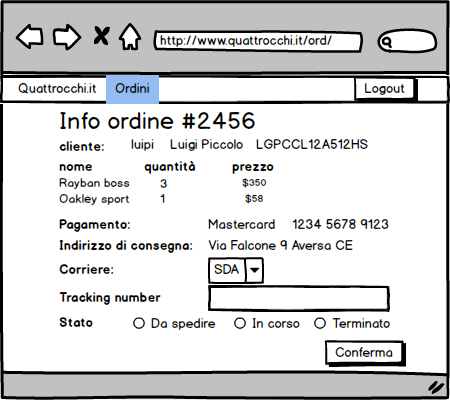 http://www.quattrocchi.it/ord/
Quattrocchi.it Ordini Logout
Info ordine #2456
cliente: luipi Luigi Piccolo LGPCCL12A512HS
nome quantità prezzo
Rayban boss 3 $350
Oakley sport 1 $58
Pagamento: Mastercard 1234 5678 9123
Indirizzo di consegna: Via Falcone 9 Aversa CE
Corriere: SDA
Tracking number
Stato Da spedire In corso Terminato
Conferma